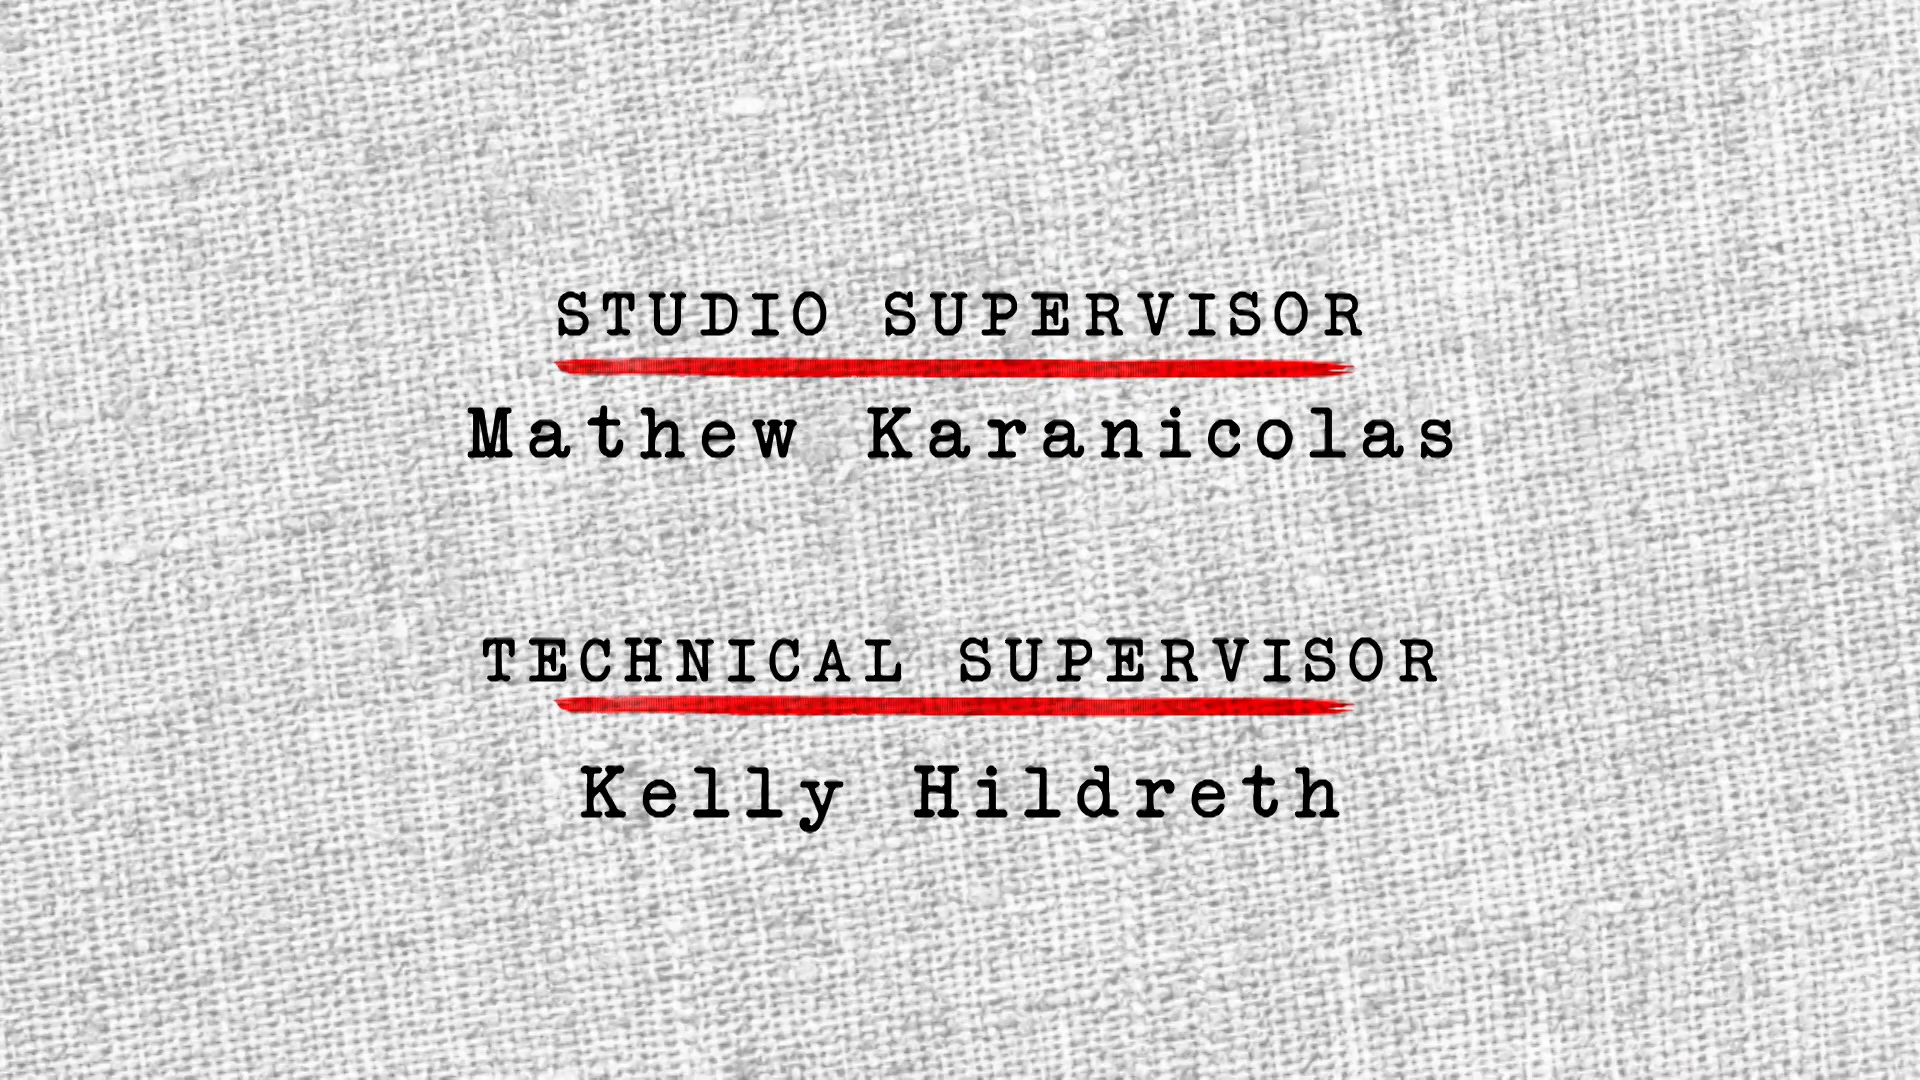 STUDIO SUPERVISOR
Mathew Karanicolas
TECHNICAL SUPERVISOR
Kelly Hildreth